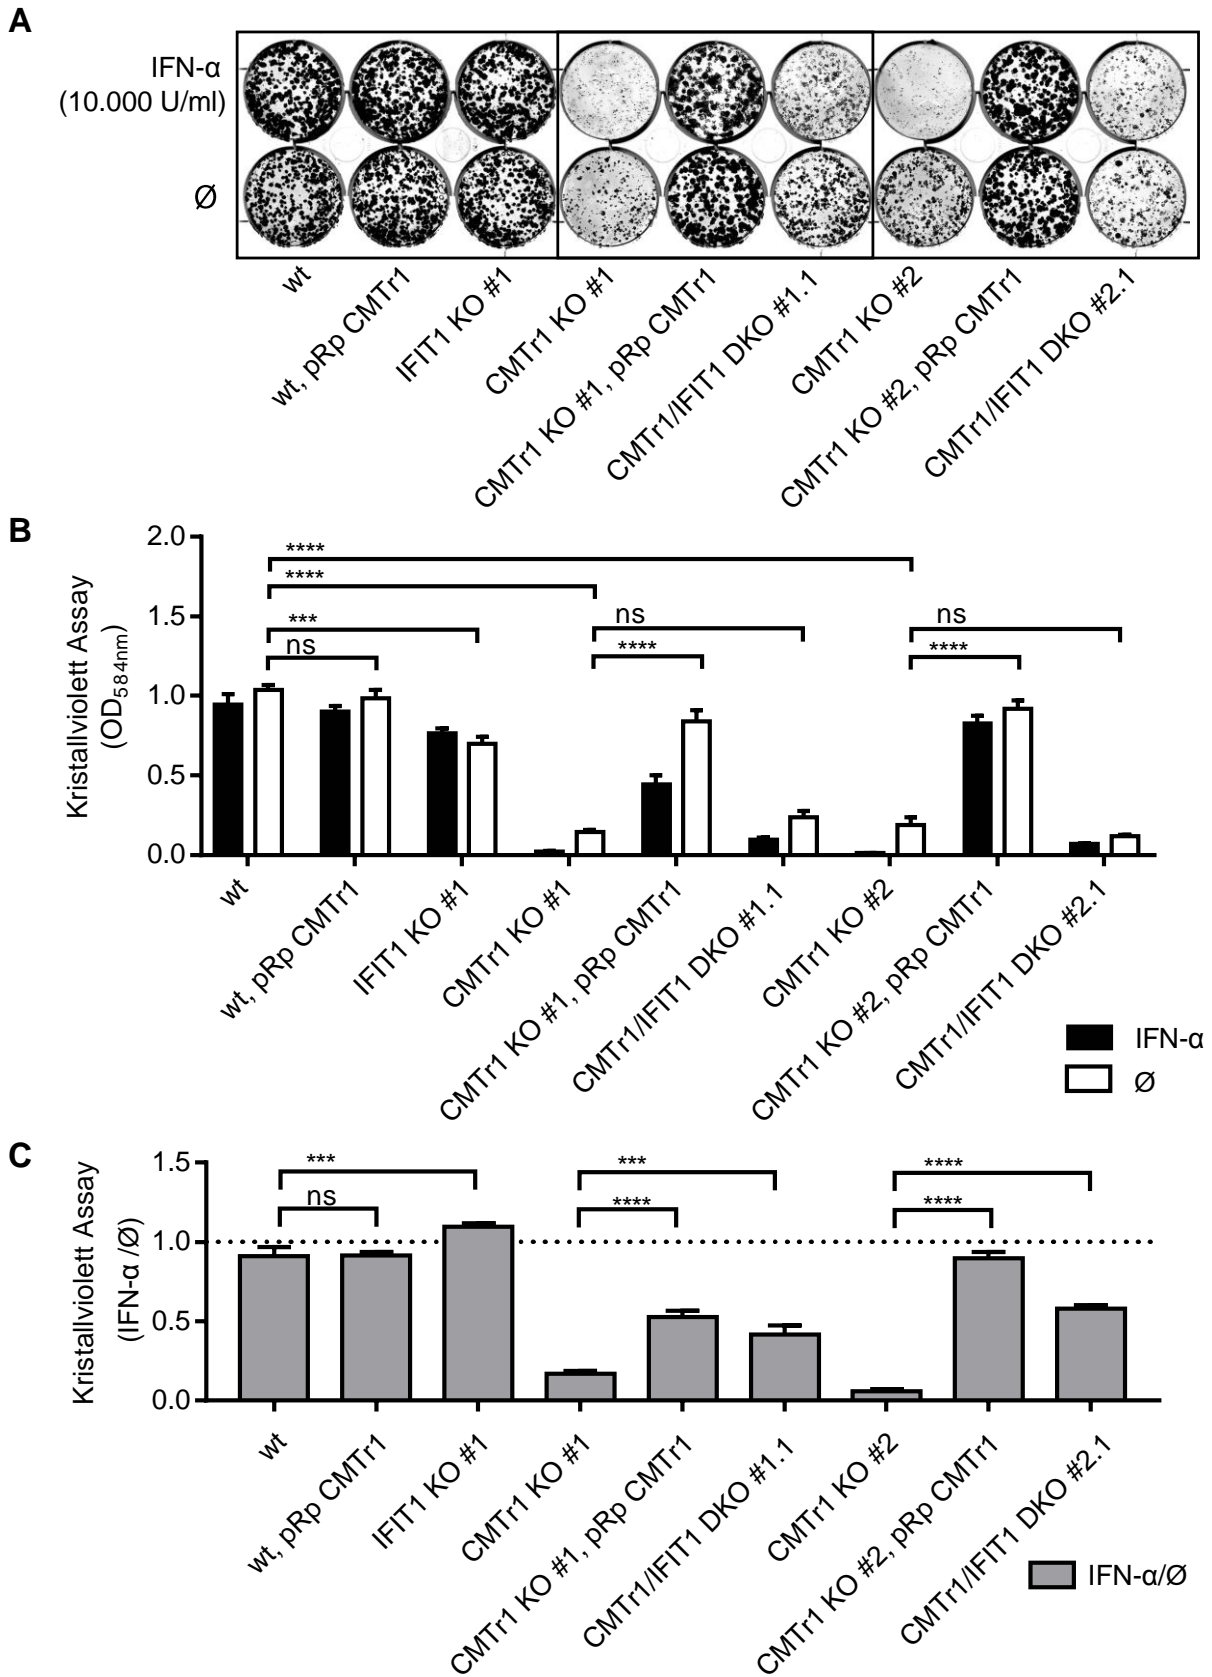 A
IFN-α
(10.000 U/ml)
Ø
wt
wt, pRp CMTr1
IFIT1 KO #1
CMTr1 KO #1
CMTr1 KO #1, pRp CMTr1
CMTr1/IFIT1 DKO #1.1
CMTr1 KO #2
CMTr1 KO #2, pRp CMTr1
CMTr1/IFIT1 DKO #2.1
B
Kristallviolett Assay
(OD584nm)
2.0
1.5
1.0
0.5
0.0
****
****
***
ns
ns
****
ns
****
wt
wt, pRp CMTr1
IFIT1 KO #1
CMTr1 KO #1
CMTr1 KO #1, pRp CMTr1
CMTr1/IFIT1 DKO #1.1
CMTr1 KO #2
CMTr1 KO #2, pRp CMTr1
CMTr1/IFIT1 DKO #2.1
IFN-α
Ø
C
Kristallviolett Assay
(IFN-α /Ø)
1.5
1.0
0.5
0.0
***
ns
***
****
****
****
wt
wt, pRp CMTr1
IFIT1 KO #1
CMTr1 KO #1
CMTr1 KO #1, pRp CMTr1
CMTr1/IFIT1 DKO #1.1
CMTr1 KO #2
CMTr1 KO #2, pRp CMTr1
CMTr1/IFIT1 DKO #2.1
IFN-α/Ø